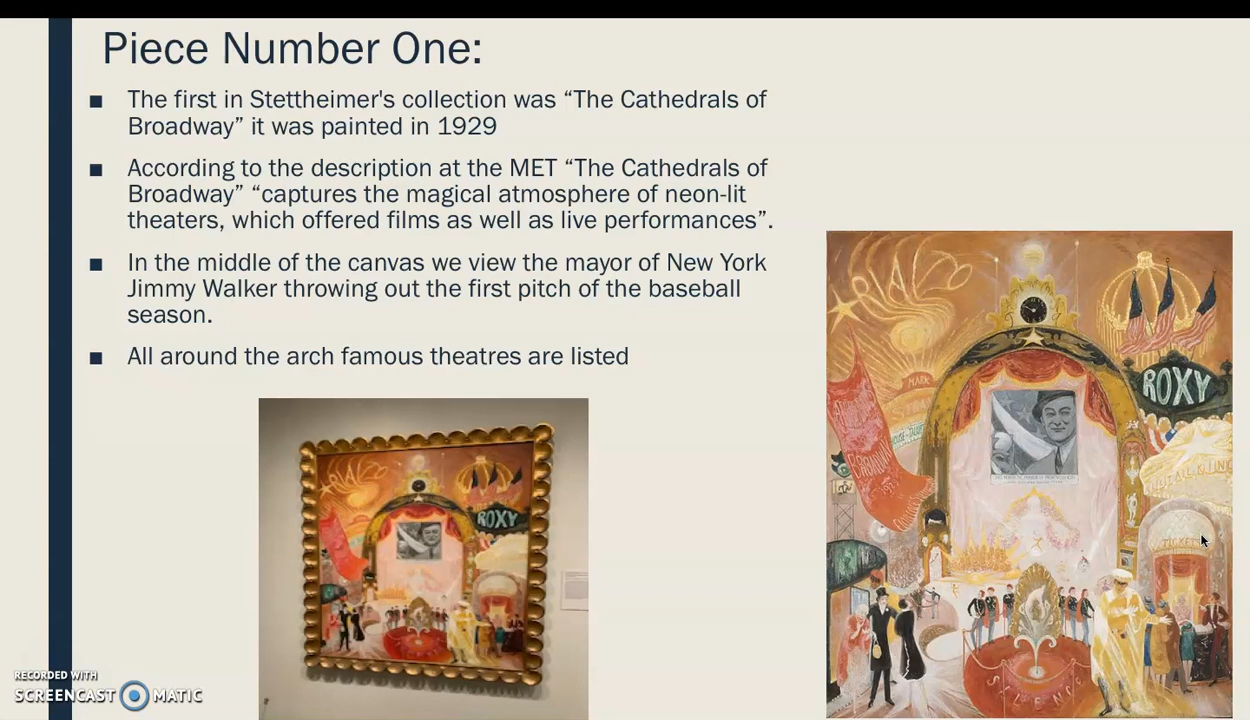 Piece Number One:
■ The first in Stettheimer's collection was “The Cathedrals of
Broadway” it was painted in 1929
■ According to the description at the MET “The Cathedrals of
Broadway” “captures the magical atmosphere of neon-lit
theaters, which offered films as well as live performances”.
■ In the middle of the canvas we view the mayor of New York
Jimmy Walker throwing out the first pitch of the baseball
season.
■ All around the arch famous theatres are listed
ROXY
ROXY
MARK
TICKETS
SILENCE
RECORDED WITH
SCREENCAST MATIC